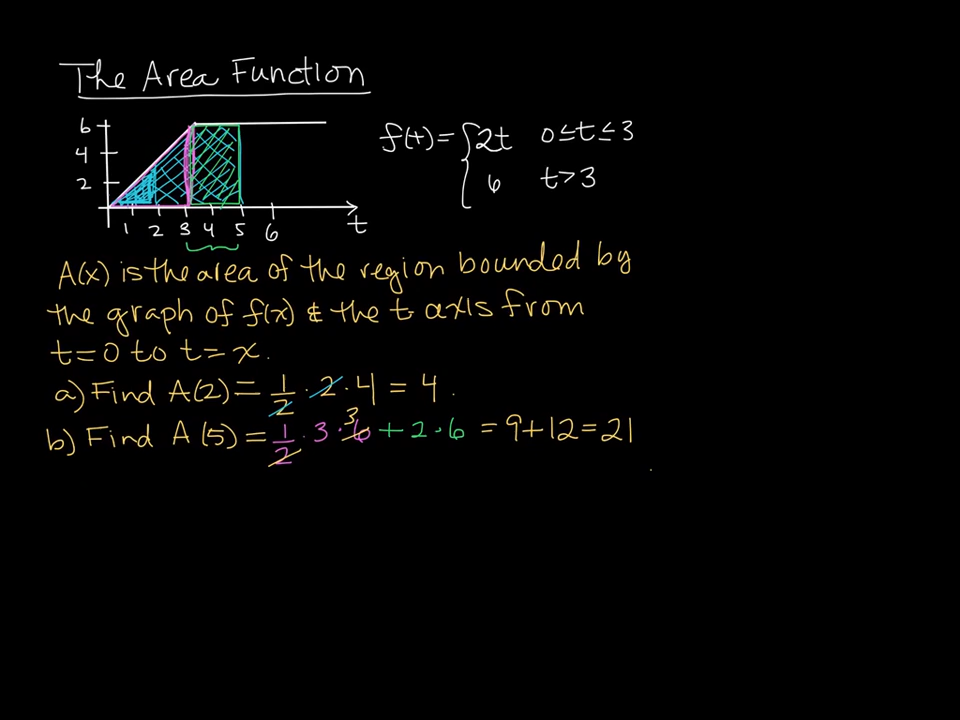 The Area Function
6
4
2
1 2 3 4 5 6 t
f(t) = { 2t 0 ≤ t ≤ 3
6 t > 3
A(x) is the area of the region bounded by
the graph of f(x) & the t axis from
t = 0 to t = x.
a) Find A(2) = 1/2 · 2 · 4 = 4.
b) Find A(5) = 1/2 · 3 · 6 3 + 2 · 6 = 9 + 12 = 21